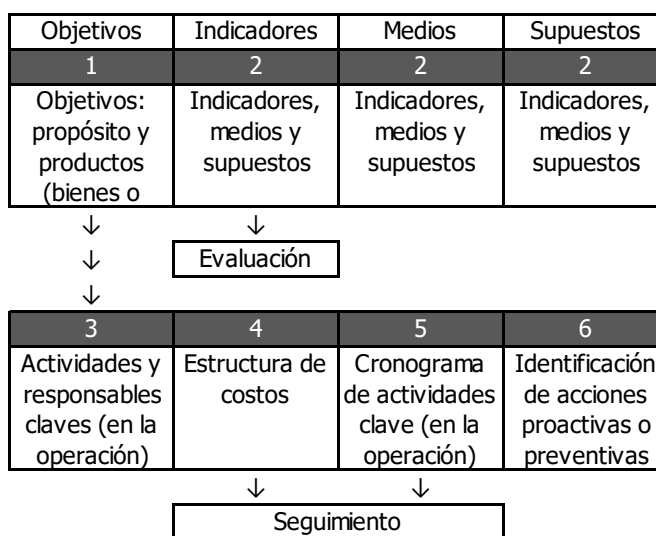 Objetivos Indicadores Medios Supuestos
1 2 2 2
Objetivos: Indicadores, Indicadores, Indicadores,
propósito y medios y medios y medios y
productos supuestos supuestos supuestos
(bienes o
↓ ↓
↓ Evaluación
↓
3 4 5 6
Actividades y Estructura de Cronograma Identificación
responsables costos de actividades de acciones
claves (en la clave (en la proactivas o
operación) operación) preventivas
↓ ↓
Seguimiento